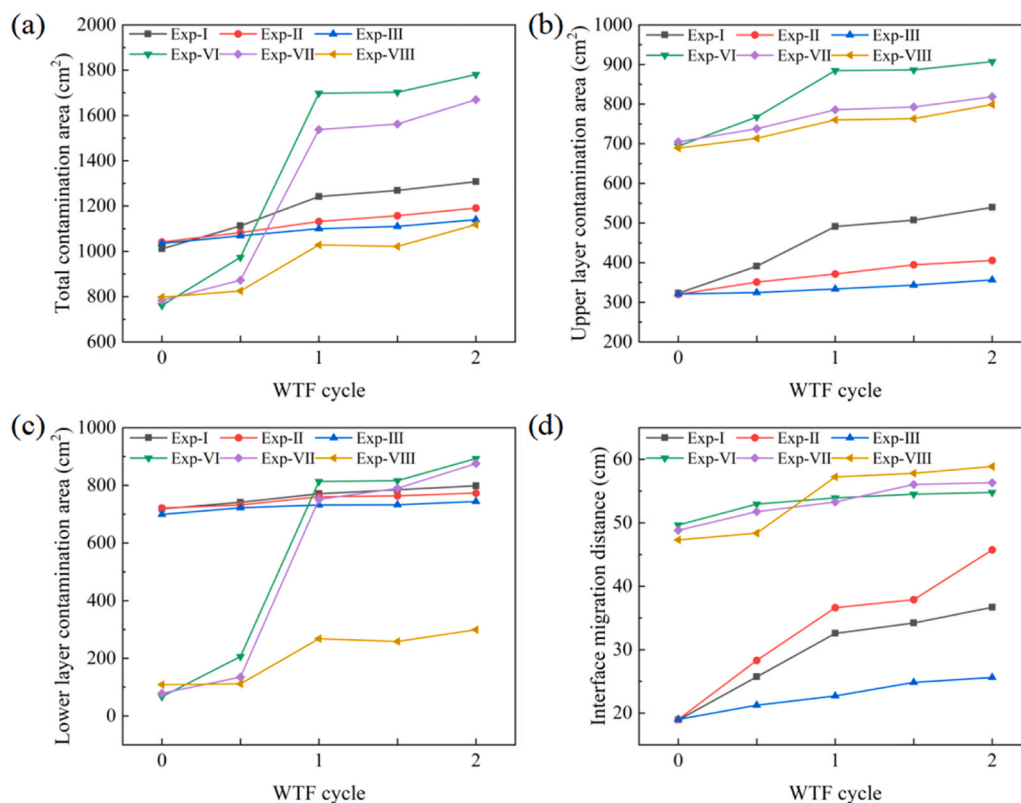 (a)
Total contamination area (cm²)
2000
1800
1600
1400
1200
1000
800
600
Exp-I Exp-II Exp-III
Exp-VI Exp-VII Exp-VIII
0 1 2
WTF cycle
(b)
Upper layer contamination area (cm²)
1000
900
800
700
600
500
400
300
200
Exp-I Exp-II Exp-III
Exp-VI Exp-VII Exp-VIII
0 1 2
WTF cycle
(c)
Lower layer contamination area (cm²)
1000
800
600
400
200
0
Exp-I Exp-II Exp-III
Exp-VI Exp-VII Exp-VIII
0 1 2
WTF cycle
(d)
Interface migration distance (cm)
60
50
40
30
20
Exp-I Exp-II Exp-III
Exp-VI Exp-VII Exp-VIII
0 1 2
WTF cycle